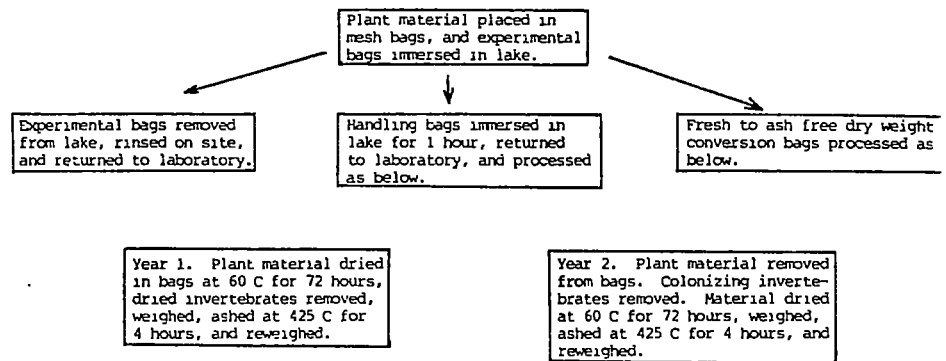 Plant material placed in
mesh bags, and experimental
bags immersed in lake.
Experimental bags removed
from lake, rinsed on site,
and returned to laboratory.
Handling bags immersed in
lake for 1 hour, returned
to laboratory, and processed
as below.
Fresh to ash free dry weight
conversion bags processed as
below.
Year 1. Plant material dried
in bags at 60 C for 72 hours,
dried invertebrates removed,
weighed, ashed at 425 C for
4 hours, and reweighed.
Year 2. Plant material removed
from bags. Colonizing inverte-
brates removed. Material dried
at 60 C for 72 hours, weighed,
ashed at 425 C for 4 hours, and
reweighed.